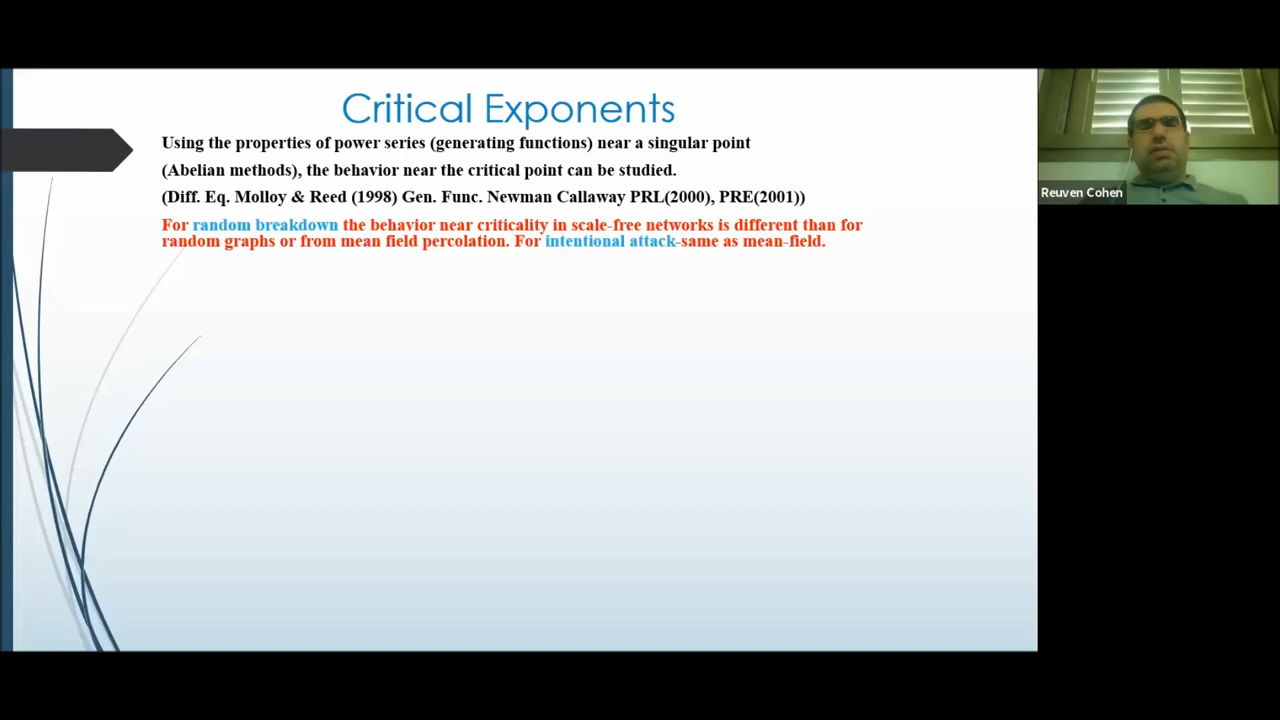 Critical Exponents
Using the properties of power series (generating functions) near a singular point
(Abelian methods), the behavior near the critical point can be studied.
(Diff. Eq. Molloy & Reed (1998) Gen. Func. Newman Callaway PRL(2000), PRE(2001))
For random breakdown the behavior near criticality in scale-free networks is different than for
random graphs or from mean field percolation. For intentional attack-same as mean-field.
Reuven Cohen